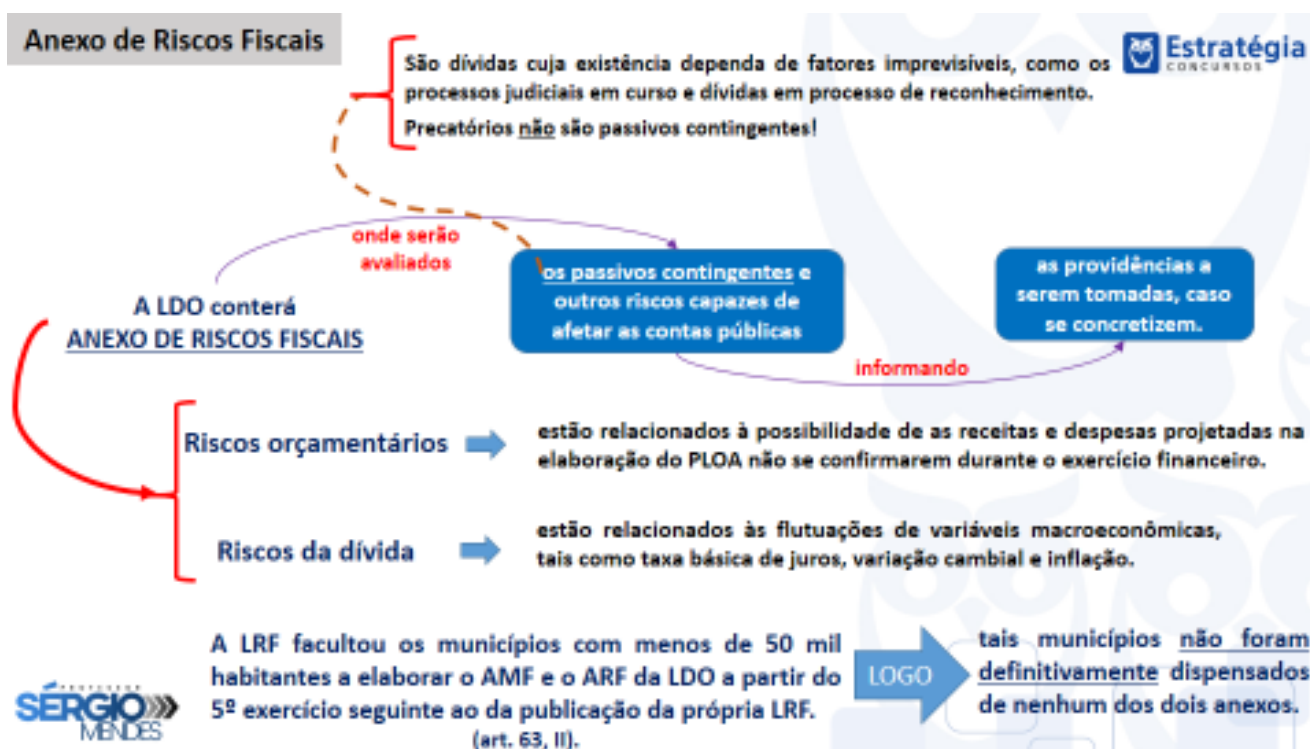 Anexo de Riscos Fiscais
Estratégia
CONCURSOS
São dívidas cuja existência dependa de fatores imprevisíveis, como os
processos judiciais em curso e dívidas em processo de reconhecimento.
Precatórios não são passivos contingentes!
onde serão
avaliados
A LDO conterá
ANEXO DE RISCOS FISCAIS
os passivos contingentes e
outros riscos capazes de
afetar as contas públicas
informando
as providências a
serem tomadas, caso
se concretizem.
Riscos orçamentários
estão relacionados à possibilidade de as receitas e despesas projetadas na
elaboração do PLOA não se confirmarem durante o exercício financeiro.
Riscos da dívida
estão relacionados às flutuações de variáveis macroeconômicas,
tais como taxa básica de juros, variação cambial e inflação.
A LRF facultou os municípios com menos de 50 mil
habitantes a elaborar o AMF e o ARF da LDO a partir do
5º exercício seguinte ao da publicação da própria LRF.
(art. 63, II).
LOGO
tais municípios não foram
definitivamente dispensados
de nenhum dos dois anexos.
PROFESSOR
SÉRGIO
MENDES